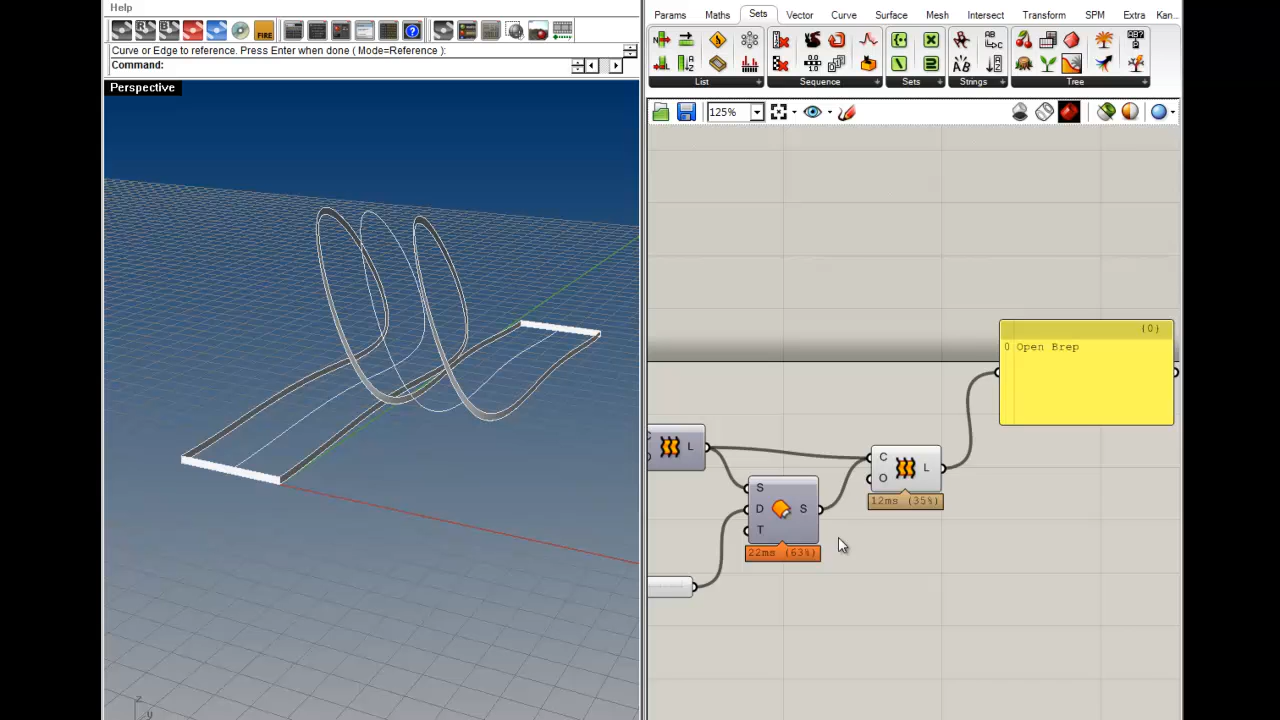 Help
FIRE
Curve or Edge to reference. Press Enter when done ( Mode=Reference ):
Command:
Perspective
z
y
Params Maths Sets Vector Curve Surface Mesh Intersect Transform SPM Extra Kan...
List Sequence Sets Strings Tree
125%
{0}
0 Open Brep
L
C
O
L
12ms (35%)
S
D
T
S
22ms (63%)